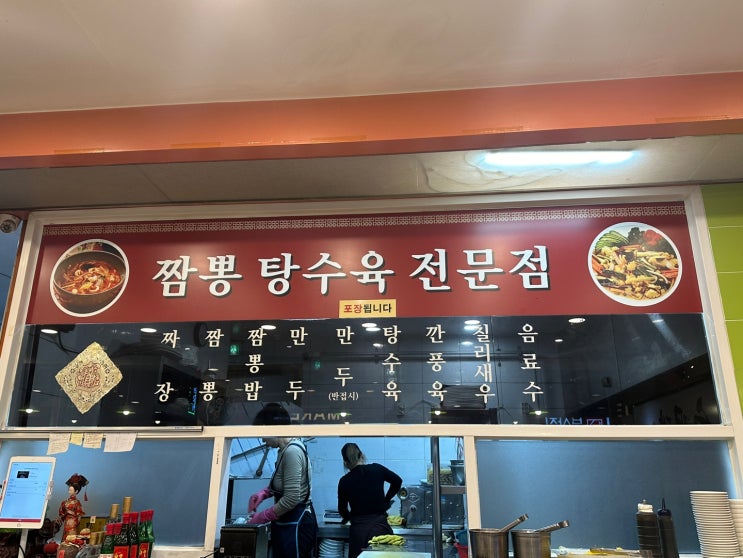 짬뽕 탕수육 전문점
포장됩니다
짜장
짬뽕
짬뽕밥
만두
만두
(반접시)
탕수육
깐풍육
칠리새우
음료수